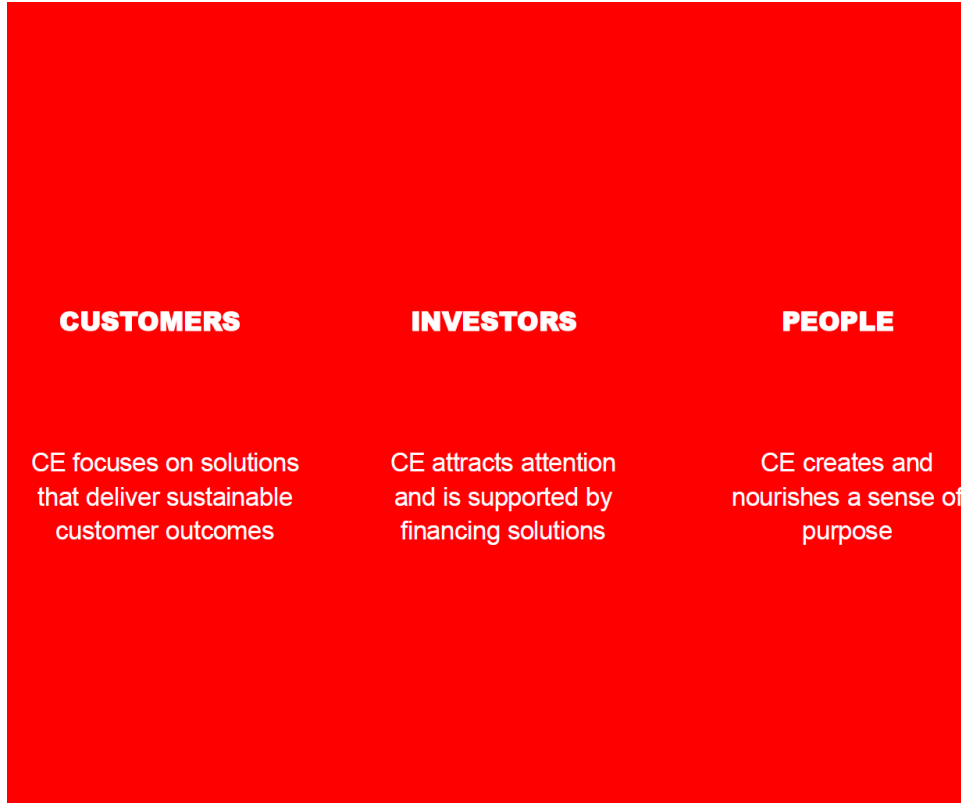 CUSTOMERS
CE focuses on solutions
that deliver sustainable
customer outcomes
INVESTORS
CE attracts attention
and is supported by
financing solutions
PEOPLE
CE creates and
nourishes a sense of
purpose